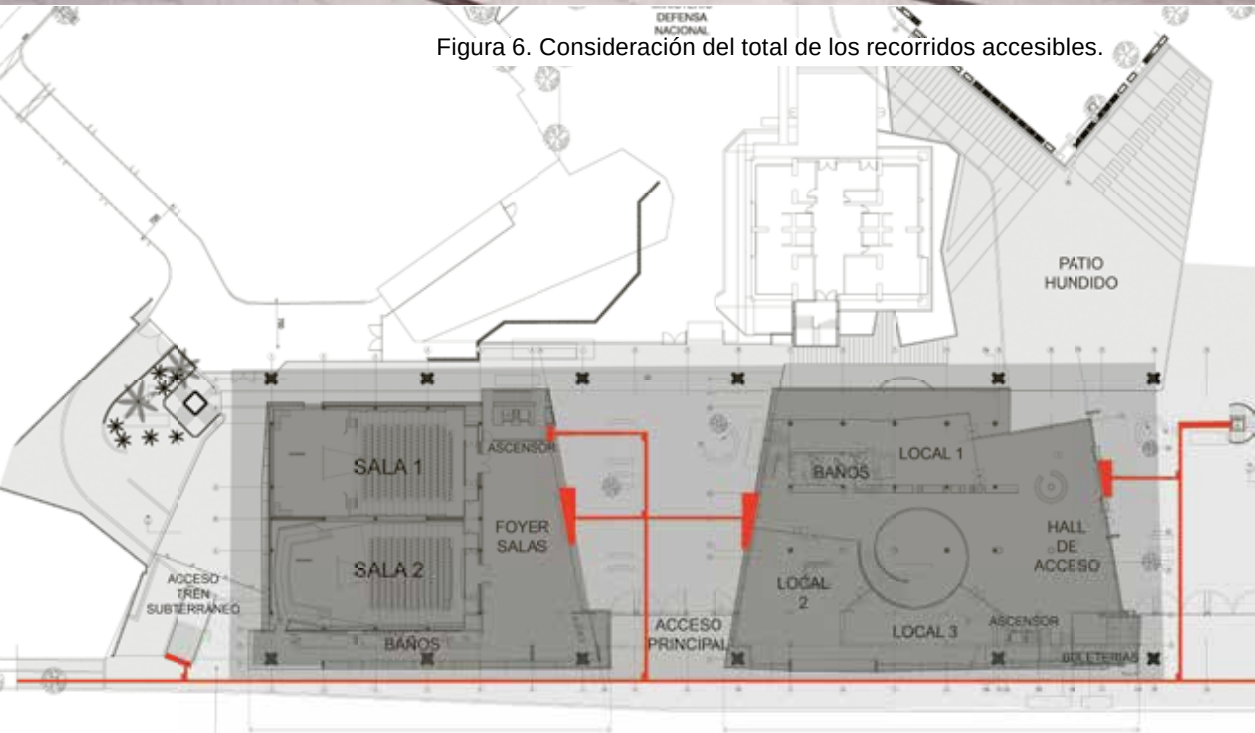 DEFENSA
NACIONAL
Figura 6. Consideración del total de los recorridos accesibles.
PATIO
HUNDIDO
SALA 1
ASCENSOR
BAÑOS
LOCAL 1
FOYER
SALAS
HALL
DE
ACCESO
SALA 2
LOCAL
2
ACCESO
TREN
SUBTERRANEO
BAÑOS
ACCESO
PRINCIPAL
LOCAL 3
ASCENSOR
BOLETERIAS